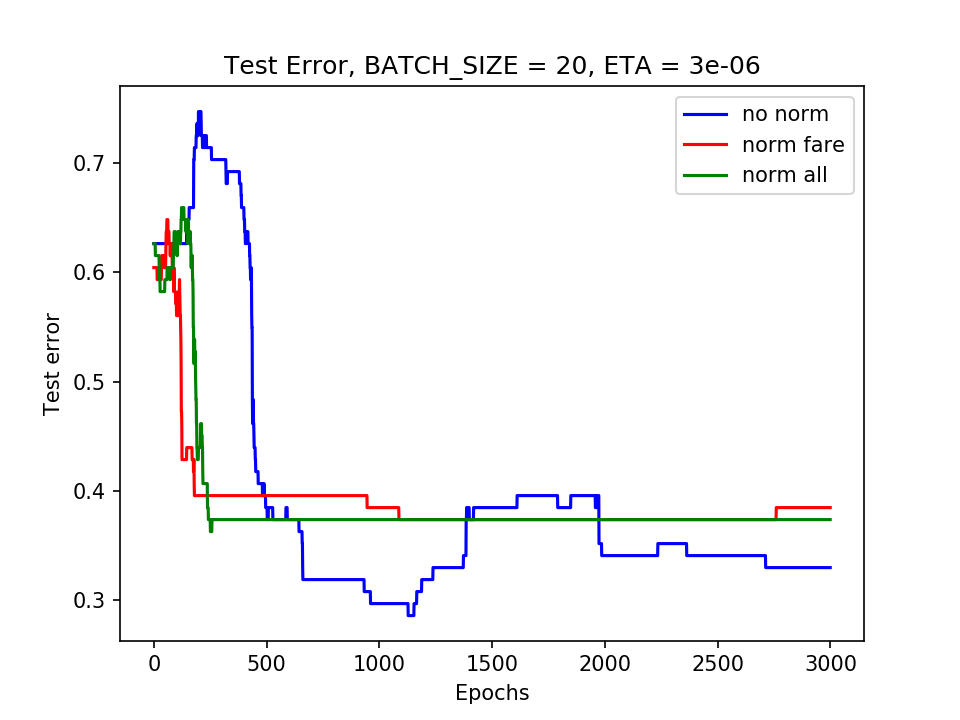 Test Error, BATCH_SIZE = 20, ETA = 3e-06
no norm
norm fare
norm all
0.7
0.6
0.5
0.4
0.3
Test error
0 500 1000 1500 2000 2500 3000
Epochs